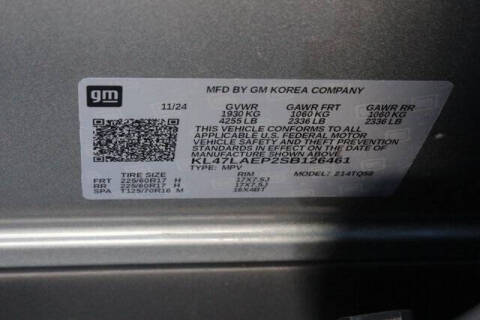 gm
MFD BY GM KOREA COMPANY
11/24 GVWR GAWR FRT GAWR RR
1930 KG 1060 KG 1060 KG
4255 LB 2336 LB 2336 LB
THIS VEHICLE CONFORMS TO ALL
APPLICABLE U.S. FEDERAL MOTOR
VEHICLE SAFETY AND THEFT PREVENTION
STANDARDS IN EFFECT ON THE DATE OF
MANUFACTURE SHOWN ABOVE
KL47LAEP2SB126461
TYPE: MPV
TIRE SIZE RIM MODEL: 214TQ58
FRT 225/60R17 H 17X7.5J
RR 225/60R17 H 17X7.5J
SPA T125/70R16 M 16X4BT